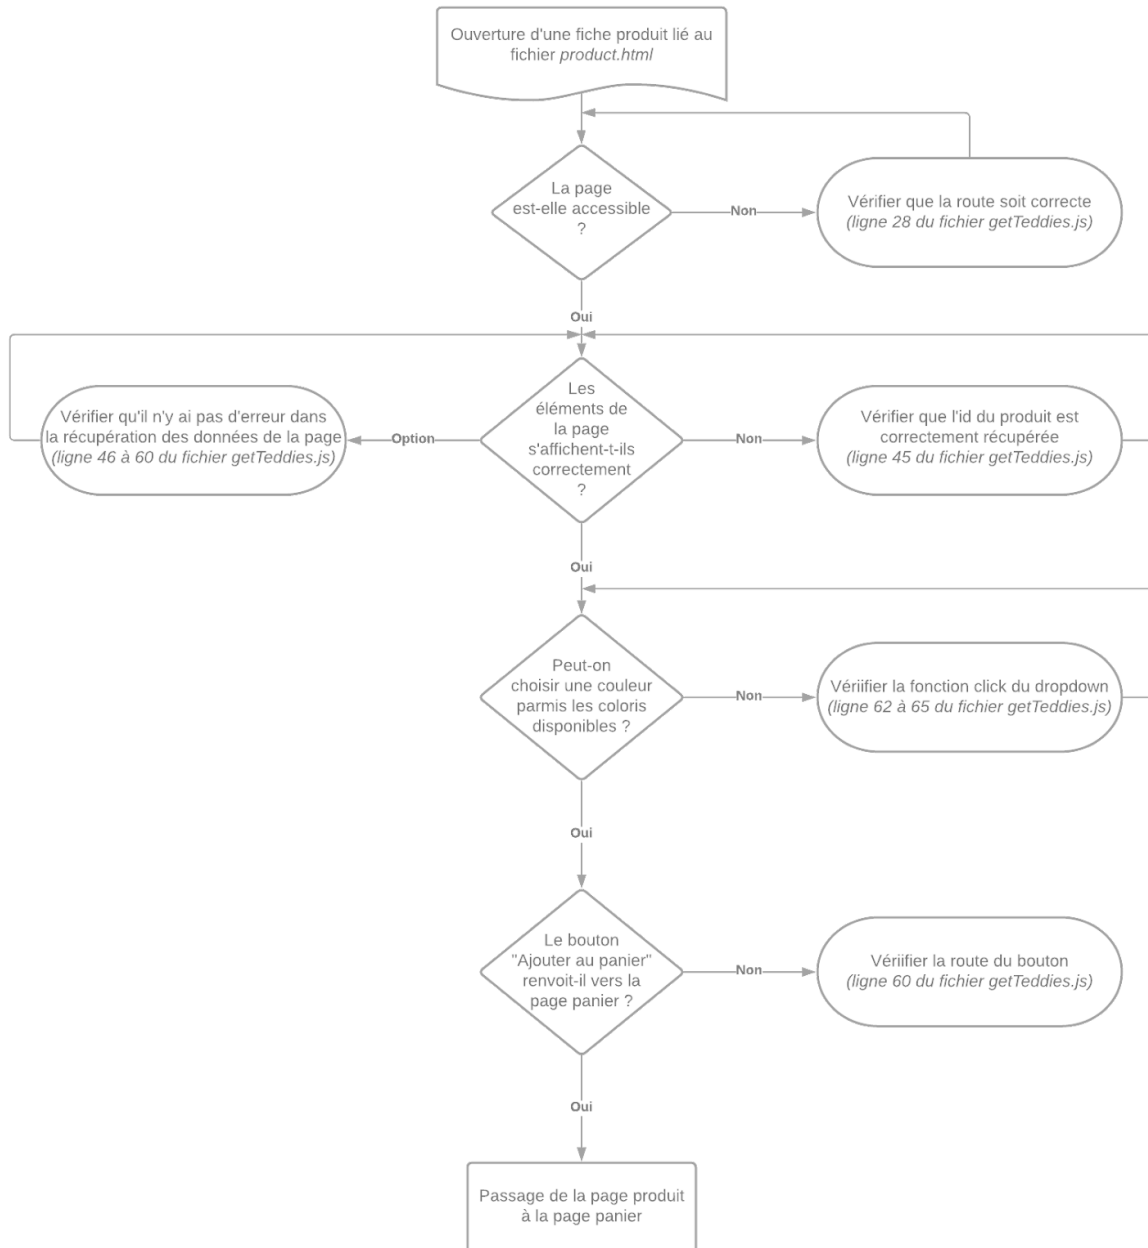 Ouverture d'une fiche produit lié au
fichier product.html
La page
est-elle accessible
?
Non
Vérifier que la route soit correcte
(ligne 28 du fichier getTeddies.js)
Oui
Vérifier qu'il n'y ai pas d'erreur dans
la récupération des données de la page
(ligne 46 à 60 du fichier getTeddies.js)
Option
Les
éléments de
la page
s'affichent-t-ils
correctement
?
Non
Vérifier que l'id du produit est
correctement récupérée
(ligne 45 du fichier getTeddies.js)
Oui
Peut-on
choisir une couleur
parmis les coloris
disponibles ?
Non
Vériifier la fonction click du dropdown
(ligne 62 à 65 du fichier getTeddies.js)
Oui
Le bouton
"Ajouter au panier"
renvoit-il vers la
page panier ?
Non
Vériifier la route du bouton
(ligne 60 du fichier getTeddies.js)
Oui
Passage de la page produit
à la page panier